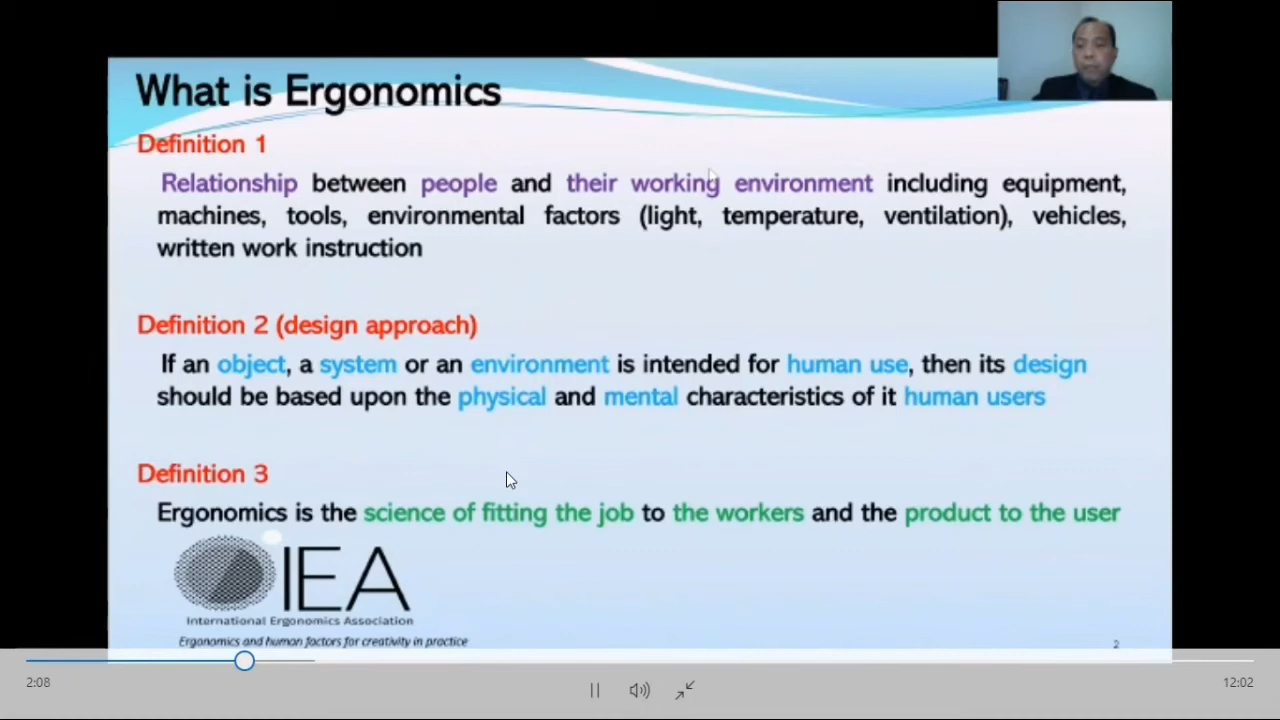 What is Ergonomics
Definition 1
Relationship between people and their working environment including equipment,
machines, tools, environmental factors (light, temperature, ventilation), vehicles,
written work instruction
Definition 2 (design approach)
If an object, a system or an environment is intended for human use, then its design
should be based upon the physical and mental characteristics of it human users
Definition 3
Ergonomics is the science of fitting the job to the workers and the product to the user
IEA
International Ergonomics Association
Ergonomics and human factors for creativity in practice
2
2:08
12:02